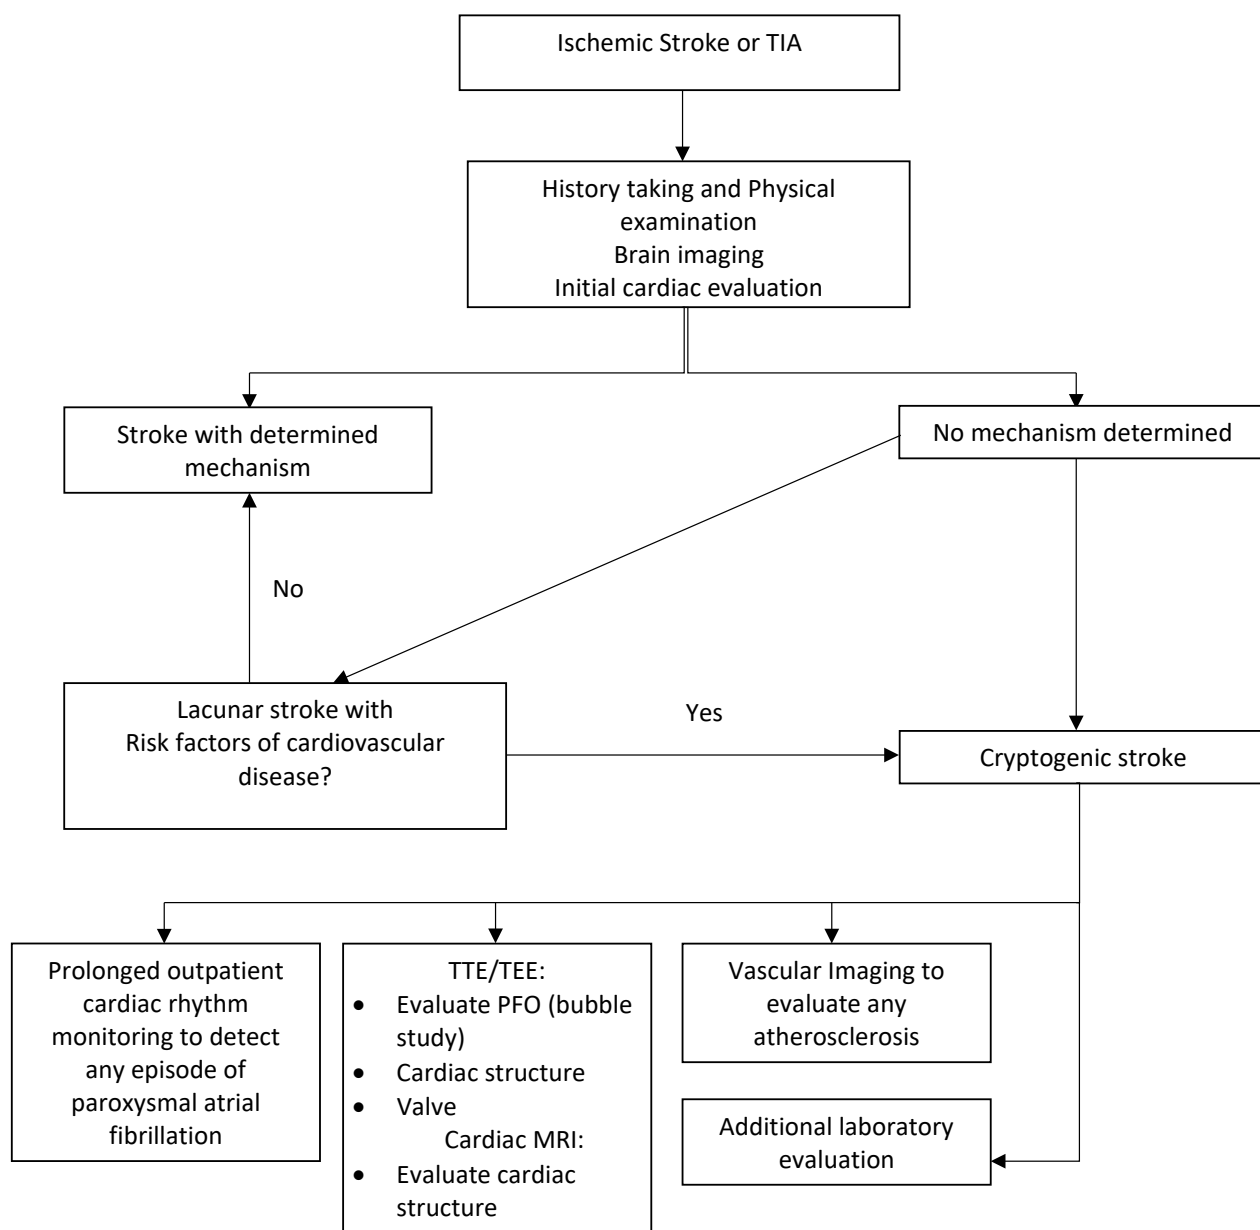 Ischemic Stroke or TIA
History taking and Physical
examination
Brain imaging
Initial cardiac evaluation
Stroke with determined
mechanism
No mechanism determined
No
Lacunar stroke with
Risk factors of cardiovascular
disease?
Yes
Cryptogenic stroke
Prolonged outpatient
cardiac rhythm
monitoring to detect
any episode of
paroxysmal atrial
fibrillation
TTE/TEE:
• Evaluate PFO (bubble
study)
• Cardiac structure
• Valve
Cardiac MRI:
• Evaluate cardiac
structure
Vascular Imaging to
evaluate any
atherosclerosis
Additional laboratory
evaluation